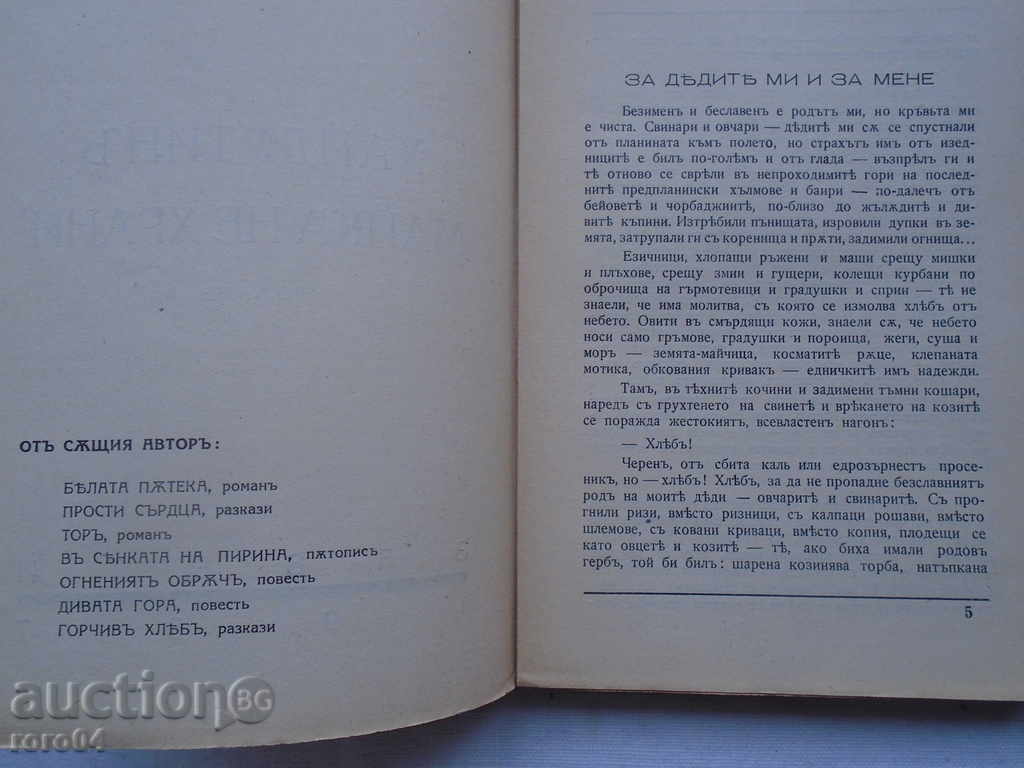 ОТЪ СѪЩИЯ АВТОРЪ:
БѢЛАТА ПѪТЕКА, романъ
ПРОСТИ СЪРДЦА, разкази
ТОРЪ, романъ
ВЪ СѢНКАТА НА ПИРИНА, пѫтописъ
ОГНЕНИЯТЪ ОБРѪЧЪ, повесть
ДИВАТА ГОРА, повесть
ГОРЧИВЪ ХЛѢБЪ, разкази
ЗА ДѢДИТѢ МИ И ЗА МЕНЕ
Безименъ и беславенъ е родътъ ми, но кръвьта ми
е чиста. Свинари и овчари — дѣдитѣ ми сѫ се спустнали
отъ планината къмъ полето, но страхътъ имъ отъ изед-
ницитѣ е билъ по-голѣмъ и отъ глада — възпрѣлъ ги и
тѣ отново се сврѣли въ непроходимитѣ гори на послед-
нитѣ предпланински хълмове и баири — по-далечъ отъ
бейоветѣ и чорбаджиитѣ, по-близо до жълѫдитѣ и ди-
витѣ къпини. Изтрѣбили пънищата, изровили дупки въ зе-
мята, затрупали ги съ коренища и прѫти, задимили огнища...
Езичници, хлопащи ръжени и маши срещу мишки
и плъхове, срещу змии и гущери, колещи курбани по
оброчища на гърмотевици и градушки и сприи — тѣ не
знаели, че има молитва, съ която се измолва хлѣбъ отъ
небето. Овити въ смърдящи кожи, знаели сѫ, че небето
носи само гръмове, градушки и пороища, жеги, суша и
моръ — земята-майчица, косматитѣ рѫце, клепаната
мотика, обкования кривакъ — едничкитѣ имъ надежди.
Тамъ, въ тѣхнитѣ кочини и задимени тъмни кошари,
наредъ съ грухтенето на свинетѣ и врѣкането на козитѣ
се поражда жестокиятъ, всевластенъ нагонъ:
— Хлѣбъ!
Черенъ, отъ сбита каль или едрозърнестъ просе-
никъ, но —хлѣбъ! Хлѣбъ, за да не пропадне безславниятъ
родъ на моитѣ дѣди — овчаритѣ и свинаритѣ. Съ про-
гнили ризи, вмѣсто ризници, съ калпаци рошави, вмѣсто
шлемове, съ ковани криваци, вмѣсто копия, плодещи се
като овцетѣ и козитѣ — тѣ, ако биха имали родовъ
гербъ, той би билъ: шарена козинява торба, натъпкана
5
auction BG
roro04